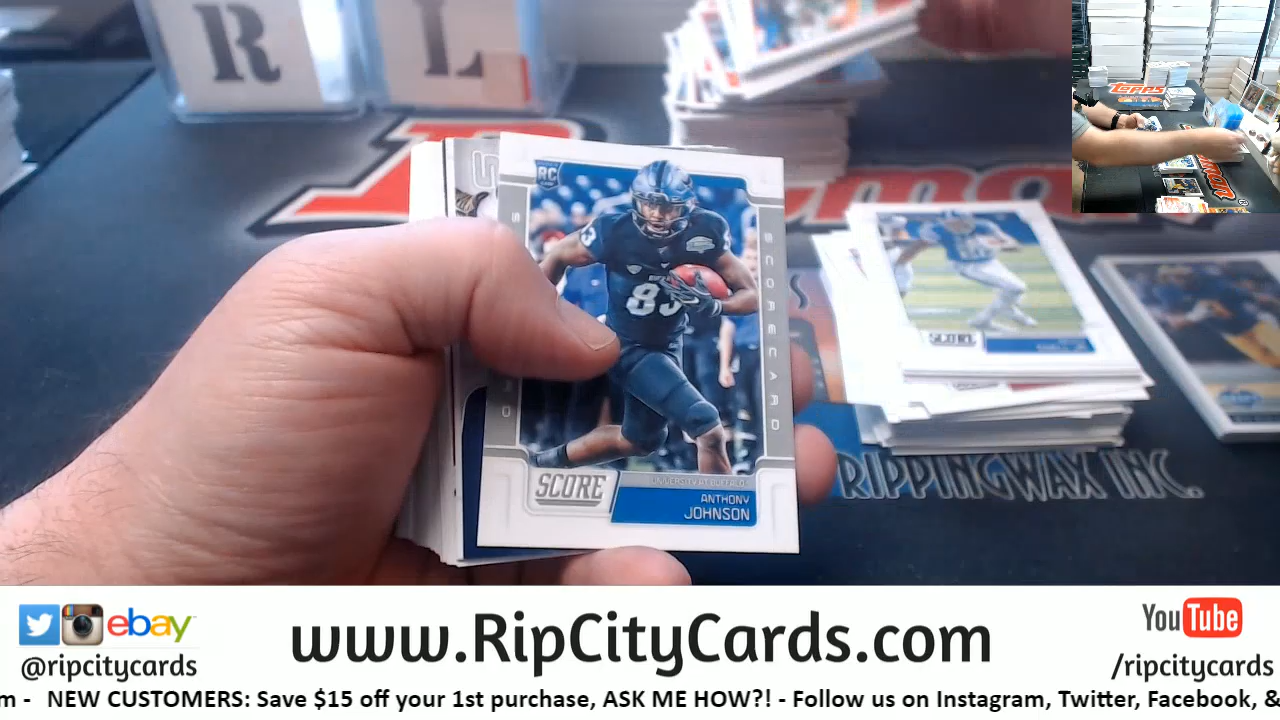 R L
RC
83
SCORECARD
SCORE
UNIVERSITY AT BUFFALO
ANTHONY
JOHNSON
SCORE
RIPPINGWAX INC.
Topps
ebay
@ripcitycards
www.RipCityCards.com
YouTube
/ripcitycards
m - NEW CUSTOMERS: Save $15 off your 1st purchase, ASK ME HOW?! - Follow us on Instagram, Twitter, Facebook, &